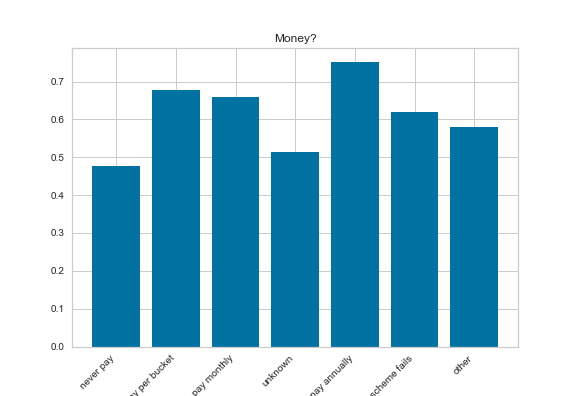 Money?
0.7
0.6
0.5
0.4
0.3
0.2
0.1
0.0
never pay
per bucket
pay monthly
unknown
pay annually
scheme fails
other